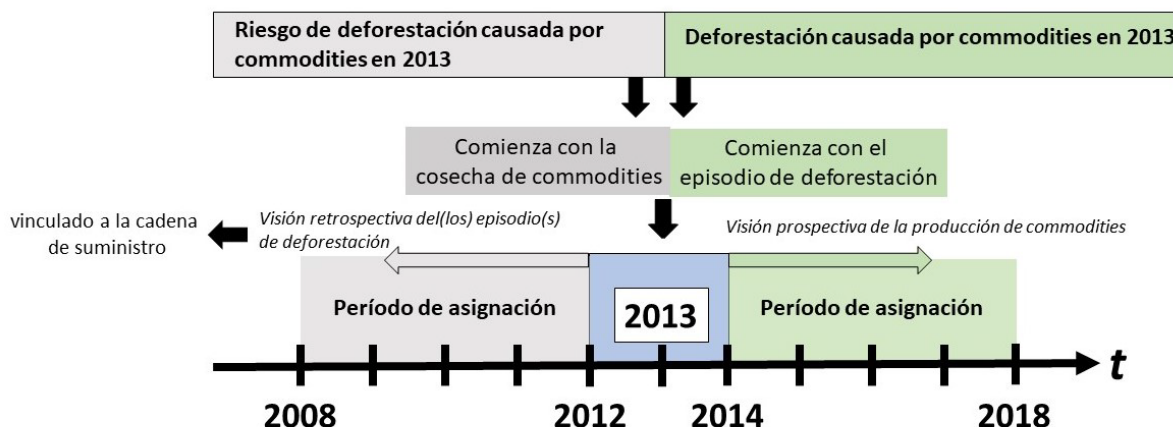 Riesgo de deforestación causada por
commodities en 2013
Deforestación causada por commodities en 2013
Comienza con la
cosecha de commodities
Comienza con el
episodio de deforestación
vinculado a la cadena
de suministro
Visión retrospectiva del(los) episodio(s)
de deforestación
Visión prospectiva de la producción de commodities
Período de asignación
2013
Período de asignación
t
2008
2012
2014
2018